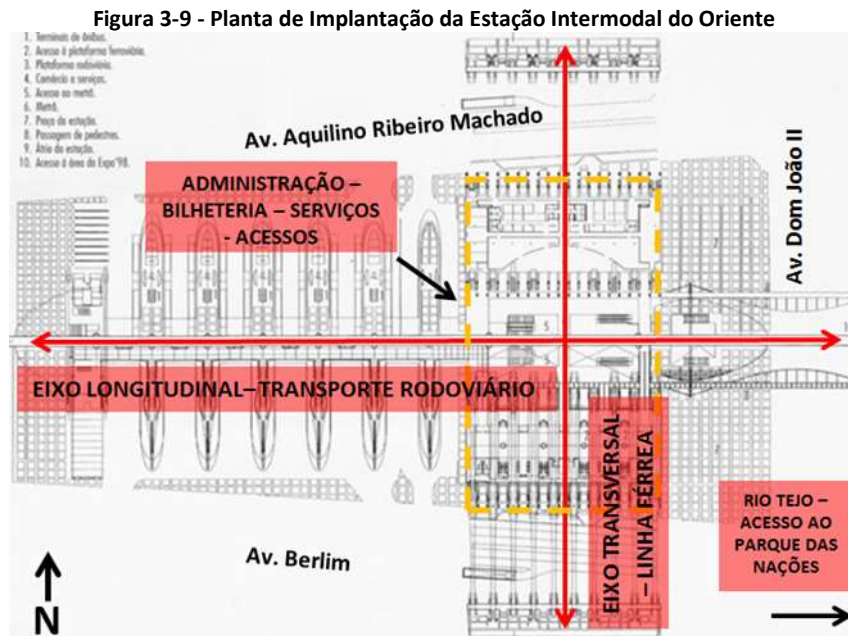 Figura 3-9 - Planta de Implantação da Estação Intermodal do Oriente
1. Terminais de ônibus.
2. Acesso à plataforma ferroviária.
3. Plataforma rodoviária.
4. Comércio e serviços.
5. Acesso ao metrô.
6. Metrô.
7. Praça da estação.
8. Passagem de pedestres.
9. Átrio da estação.
10. Acesso à área da Expo'98.
Av. Aquilino Ribeiro Machado
Av. Dom João II
ADMINISTRAÇÃO –
BILHETERIA – SERVIÇOS
- ACESSOS
EIXO LONGITUDINAL– TRANSPORTE RODOVIÁRIO
EIXO TRANSVERSAL
– LINHA FÉRREA
RIO TEJO –
ACESSO AO
PARQUE DAS
NAÇÕES
Av. Berlim
N